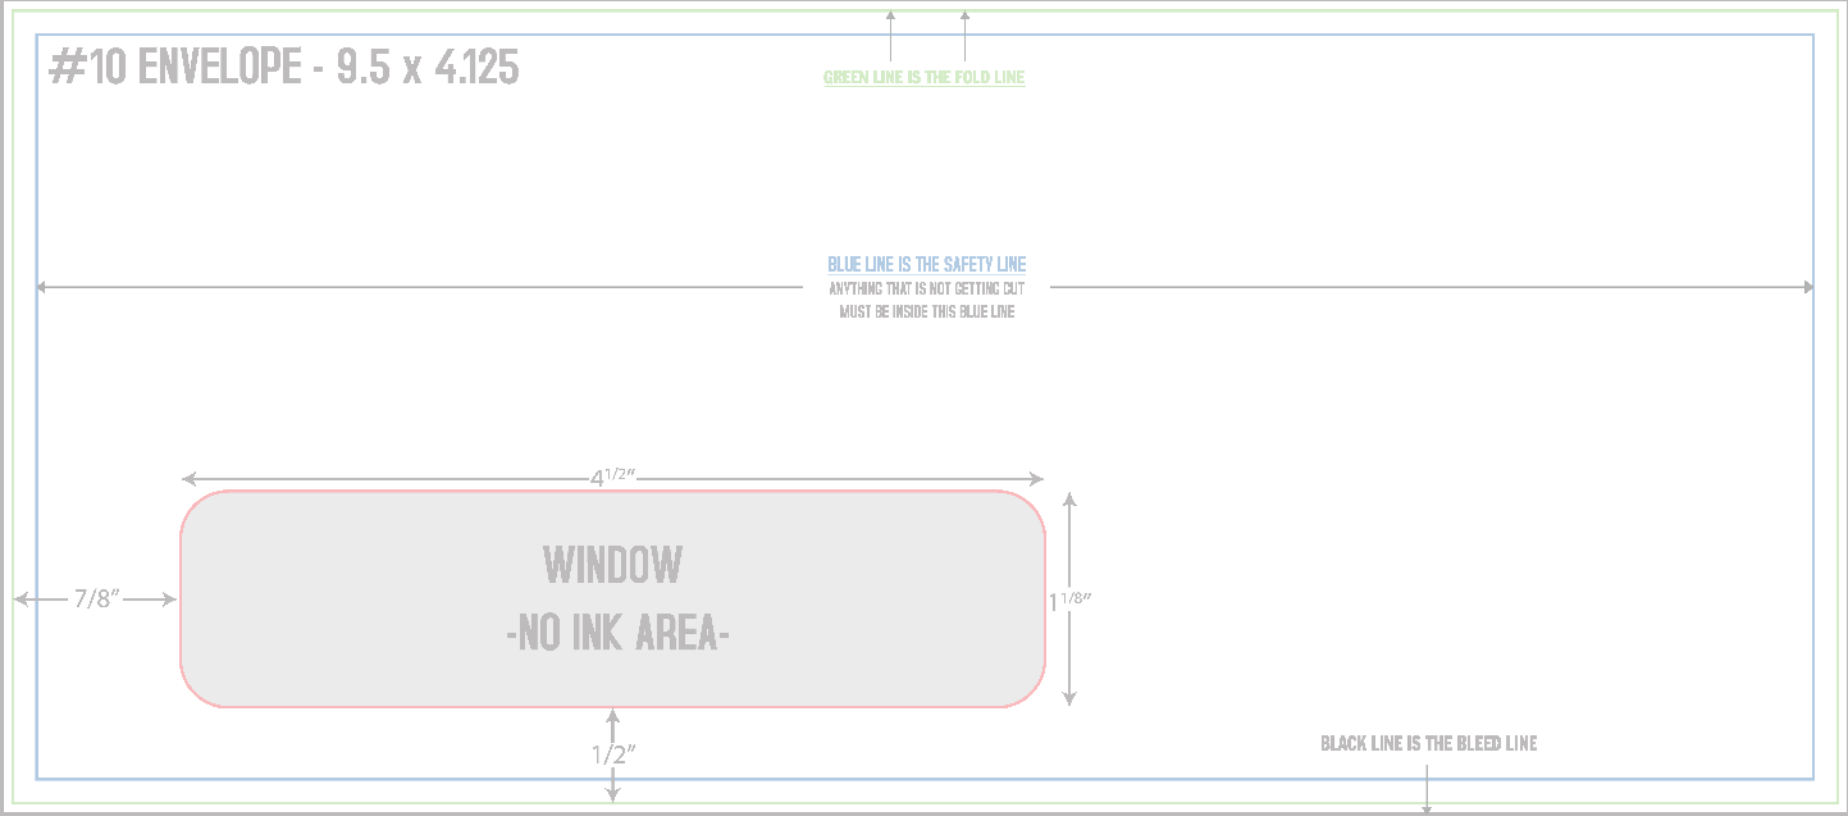 #10 ENVELOPE - 9.5 x 4.125
GREEN LINE IS THE FOLD LINE
BLUE LINE IS THE SAFETY LINE
ANYTHING THAT IS NOT GETTING CUT
MUST BE INSIDE THIS BLUE LINE
4 1/2"
WINDOW
-NO INK AREA-
7/8"
1 1/8"
1/2"
BLACK LINE IS THE BLEED LINE